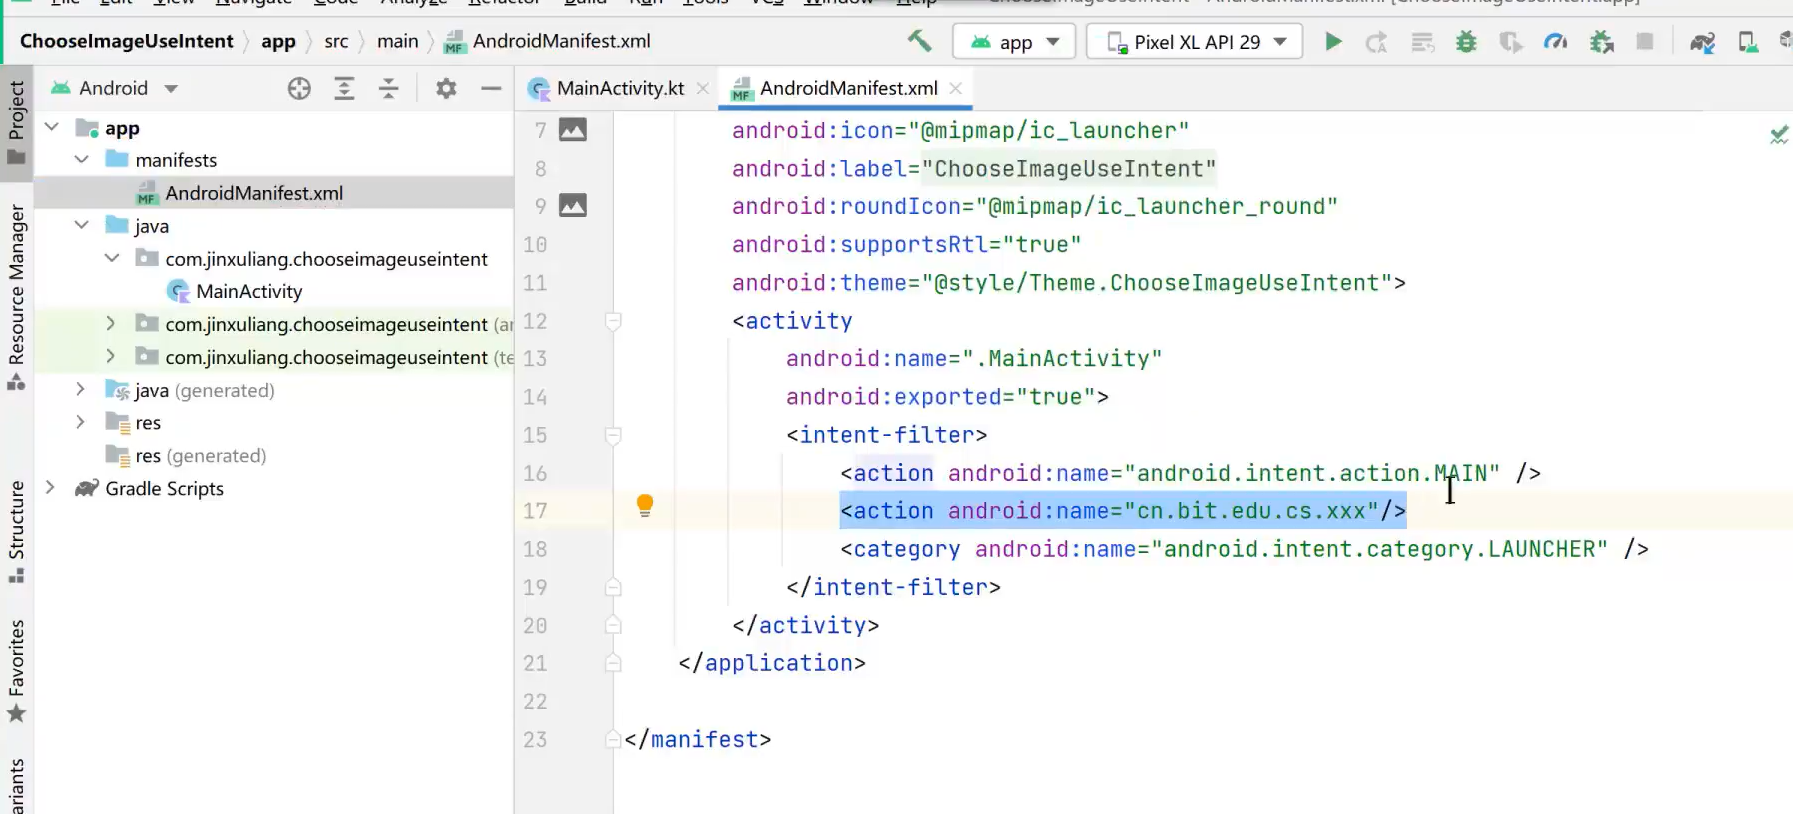 File Edit View Navigate Code Analyze Refactor Build Run Tools VCS Window Help ChooseImageUseIntent - AndroidManifest.xml [ChooseImageUseIntent.app]
ChooseImageUseIntent app src main AndroidManifest.xml app Pixel XL API 29
Project
Resource Manager
Structure
Favorites
ariants
Android
app
manifests
AndroidManifest.xml
java
com.jinxuliang.chooseimageuseintent
MainActivity
com.jinxuliang.chooseimageuseintent (ar
com.jinxuliang.chooseimageuseintent (te
java (generated)
res
res (generated)
Gradle Scripts
MainActivity.kt AndroidManifest.xml
7 android:icon="@mipmap/ic_launcher"
8 android:label="ChooseImageUseIntent"
9 android:roundIcon="@mipmap/ic_launcher_round"
10 android:supportsRtl="true"
11 android:theme="@style/Theme.ChooseImageUseIntent">
12 <activity
13 android:name=".MainActivity"
14 android:exported="true">
15 <intent-filter>
16 <action android:name="android.intent.action.MAIN" />
17 <action android:name="cn.bit.edu.cs.xxx"/>
18 <category android:name="android.intent.category.LAUNCHER" />
19 </intent-filter>
20 </activity>
21 </application>
22
23 </manifest>